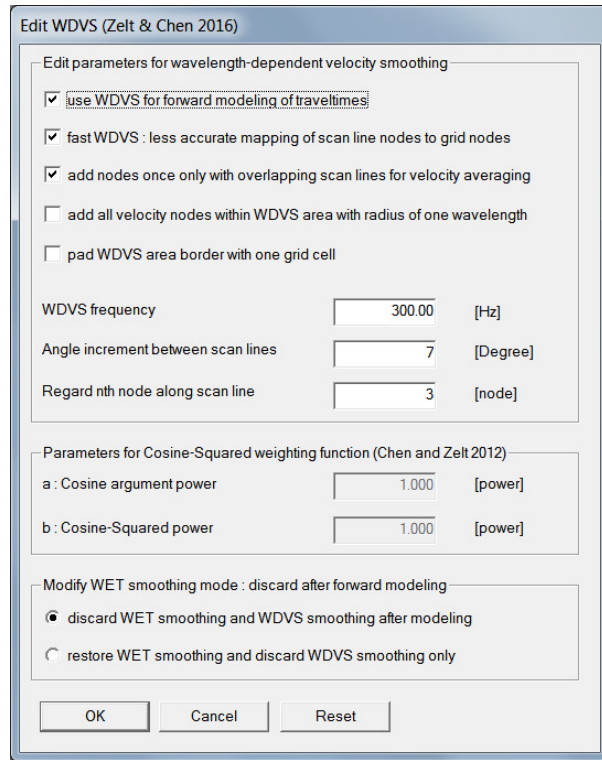 Edit WDVS (Zelt & Chen 2016)
Edit parameters for wavelength-dependent velocity smoothing
use WDVS for forward modeling of traveltimes
fast WDVS : less accurate mapping of scan line nodes to grid nodes
add nodes once only with overlapping scan lines for velocity averaging
add all velocity nodes within WDVS area with radius of one wavelength
pad WDVS area border with one grid cell
WDVS frequency 300.00 [Hz]
Angle increment between scan lines 7 [Degree]
Regard nth node along scan line 3 [node]
Parameters for Cosine-Squared weighting function (Chen and Zelt 2012)
a : Cosine argument power 1.000 [power]
b : Cosine-Squared power 1.000 [power]
Modify WET smoothing mode : discard after forward modeling
discard WET smoothing and WDVS smoothing after modeling
restore WET smoothing and discard WDVS smoothing only
OK Cancel Reset